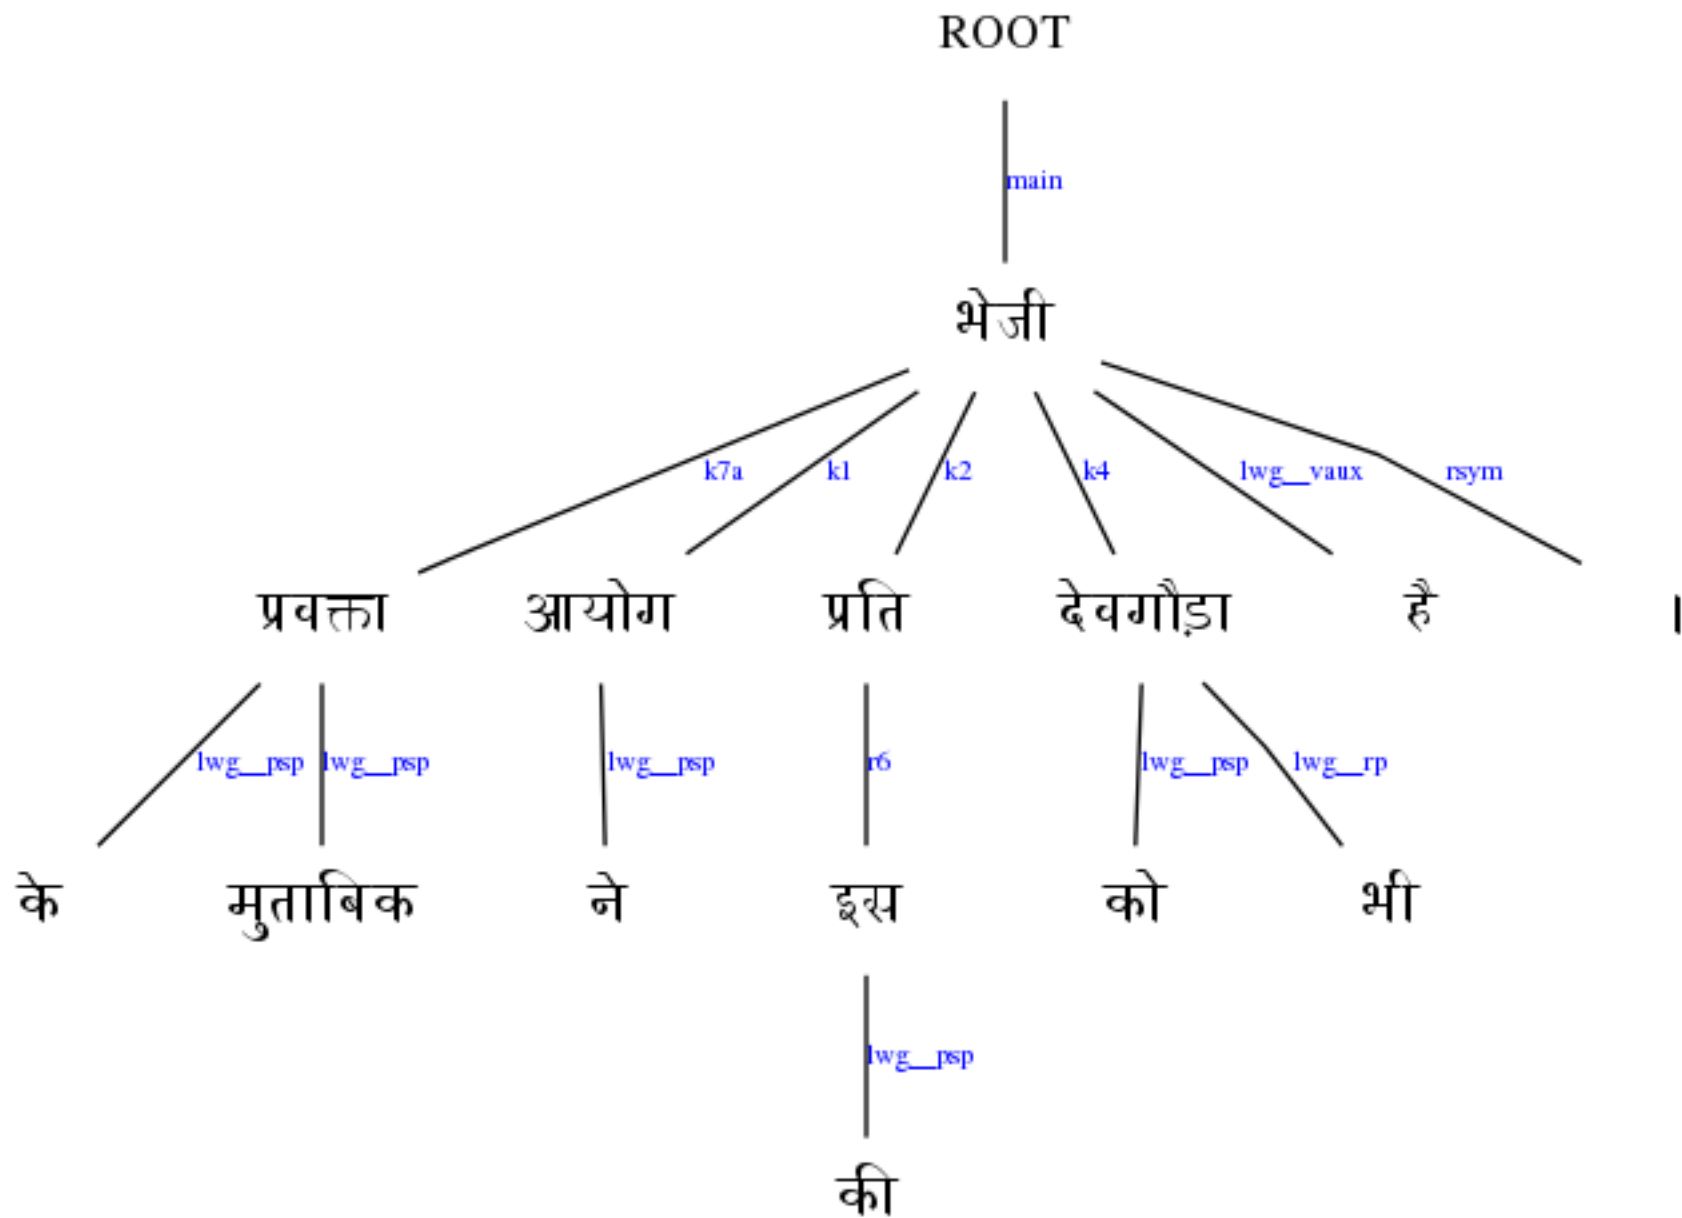 ROOT
main
भेजी
k7a k1 k2 k4 lwg__vaux rsym
प्रवक्ता आयोग प्रति देवगौड़ा है ।
lwg__psp lwg__psp lwg__psp r6 lwg__psp lwg__rp
के मुताबिक ने इस को भी
lwg__psp
की